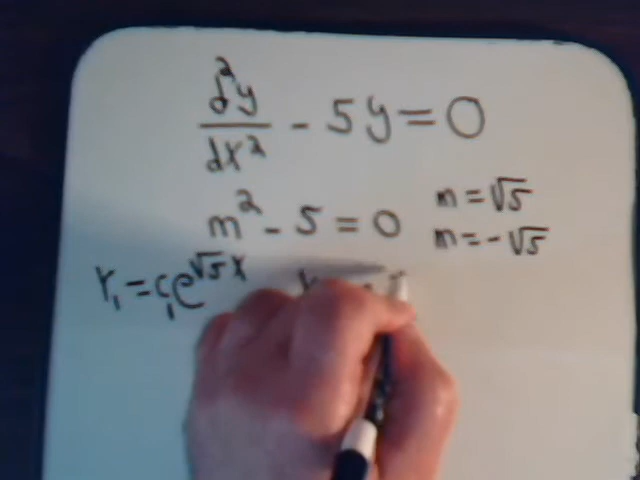 d²y/dx² - 5y = 0
m² - 5 = 0
m = √5
m = -√5
Y₁ = C₁e^√5x